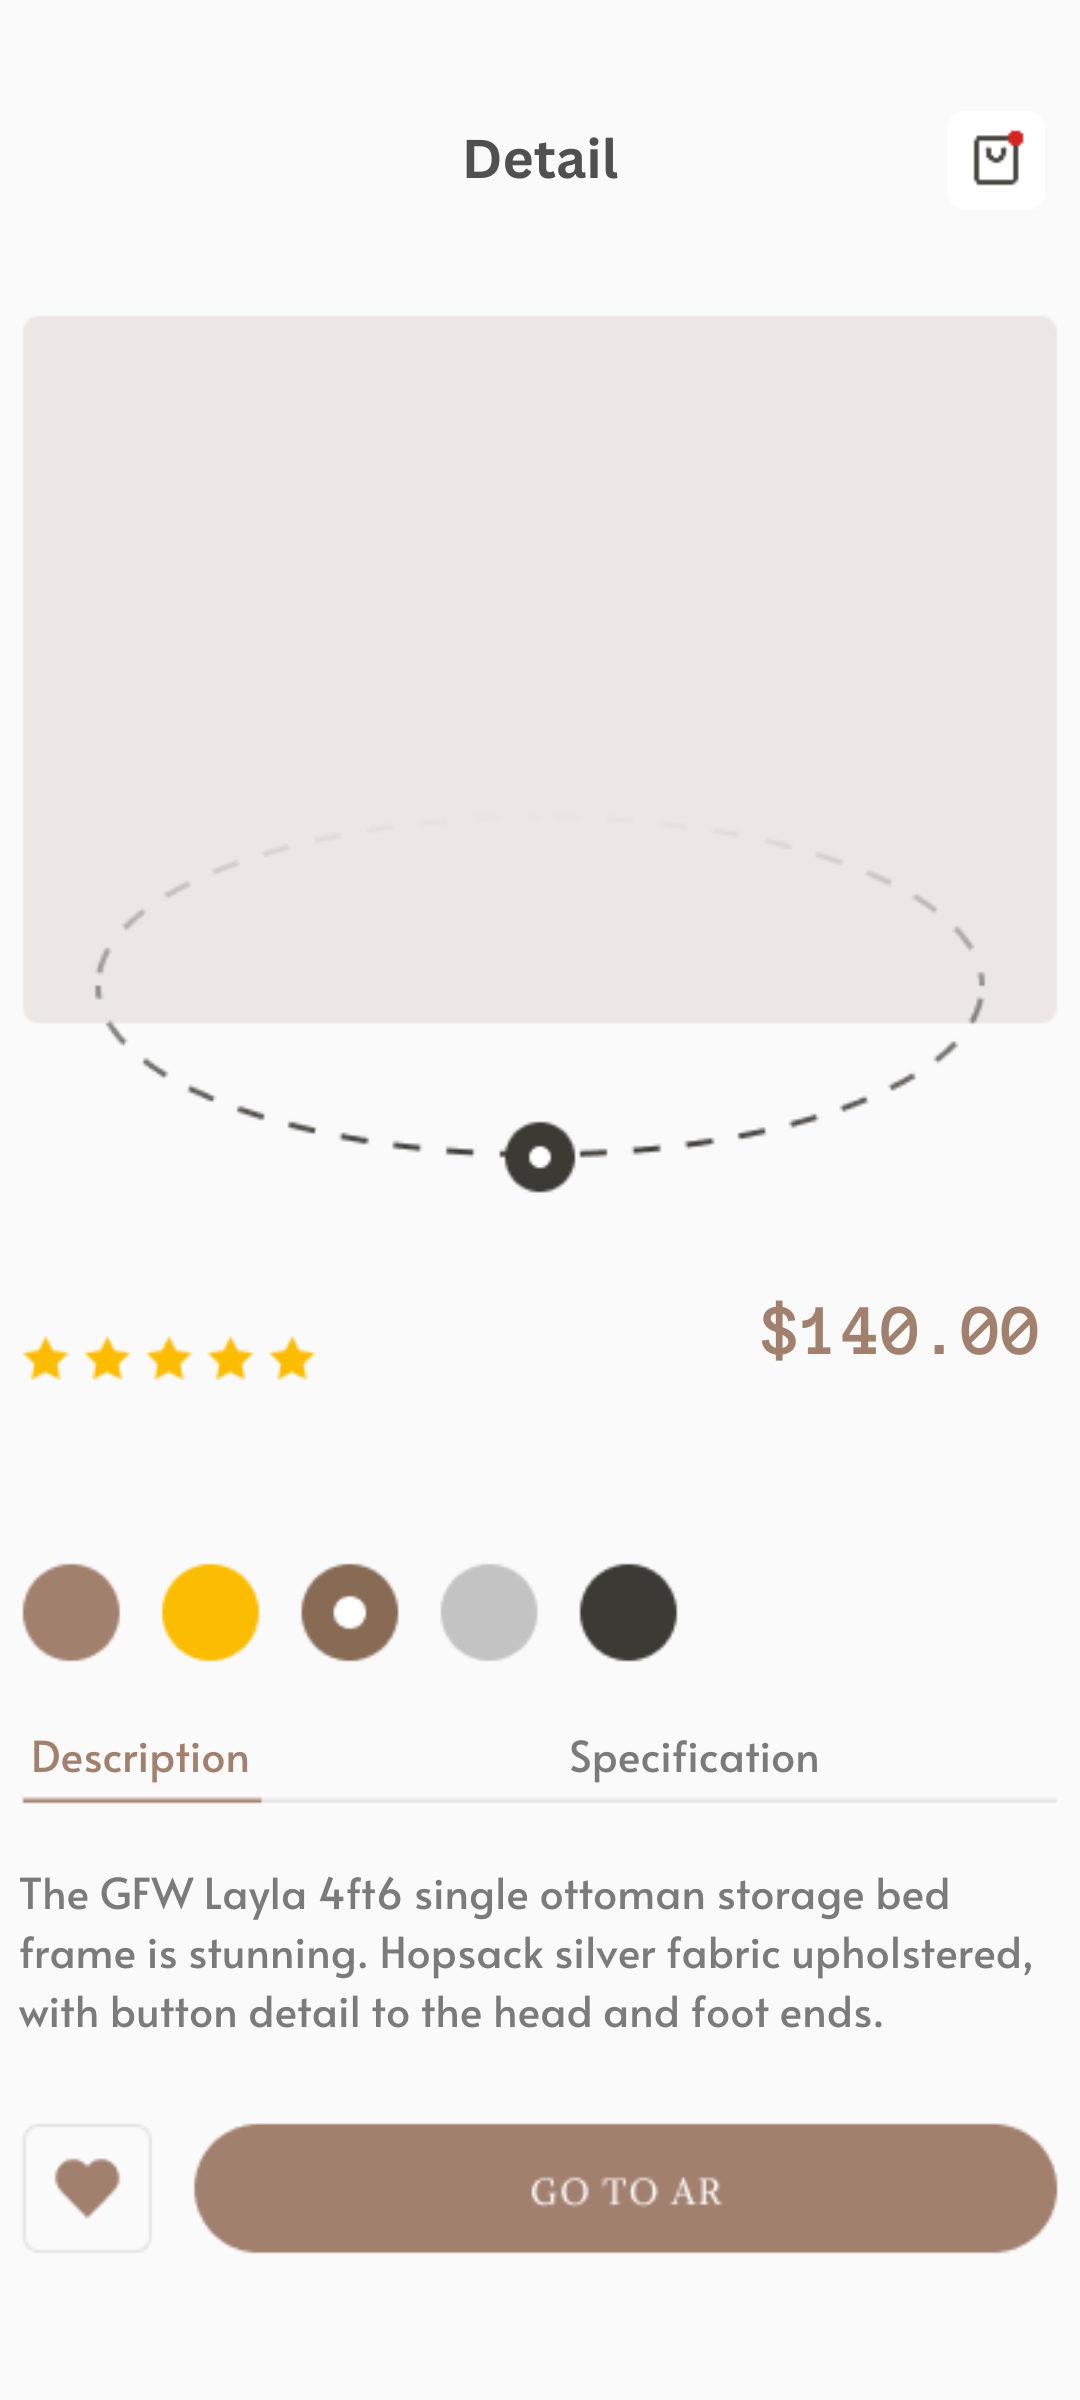 Detail
$140.00
Description
Specification
The GFW Layla 4ft6 single ottoman storage bed
frame is stunning. Hopsack silver fabric upholstered,
with button detail to the head and foot ends.
GO TO AR